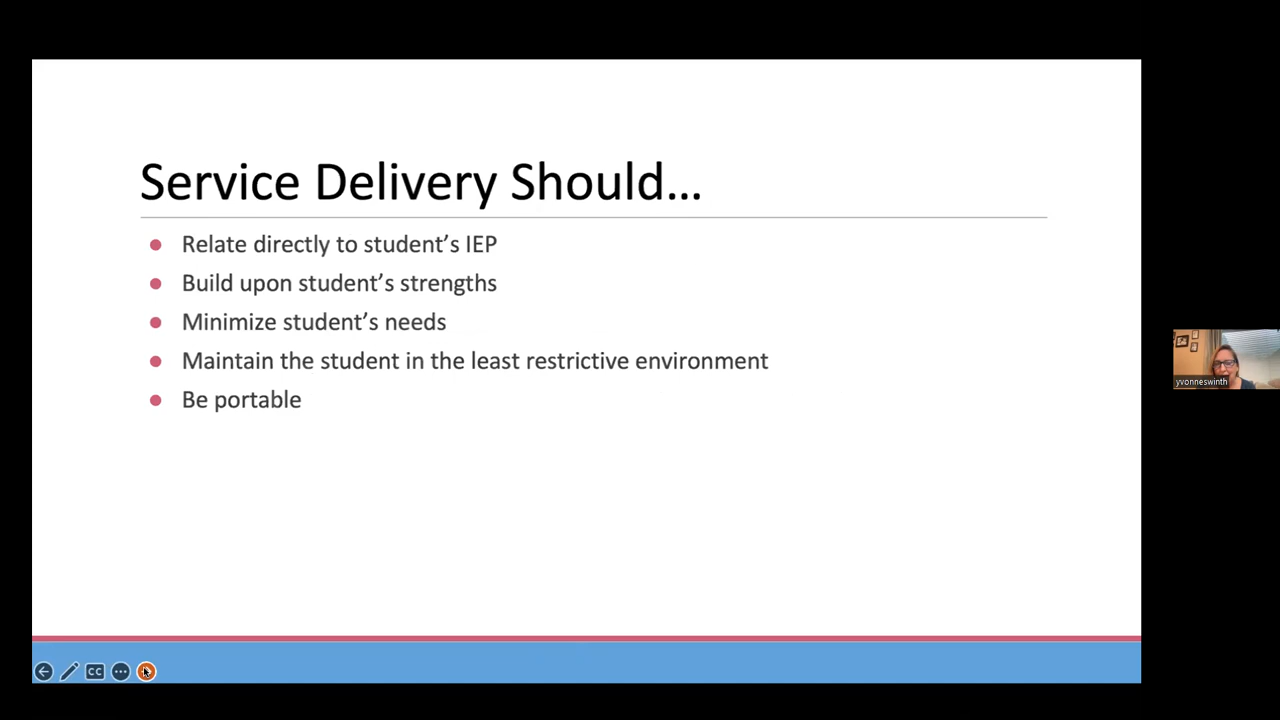 Service Delivery Should…
Relate directly to student’s IEP
Build upon student’s strengths
Minimize student’s needs
Maintain the student in the least restrictive environment
Be portable
yvonneswinth
CC